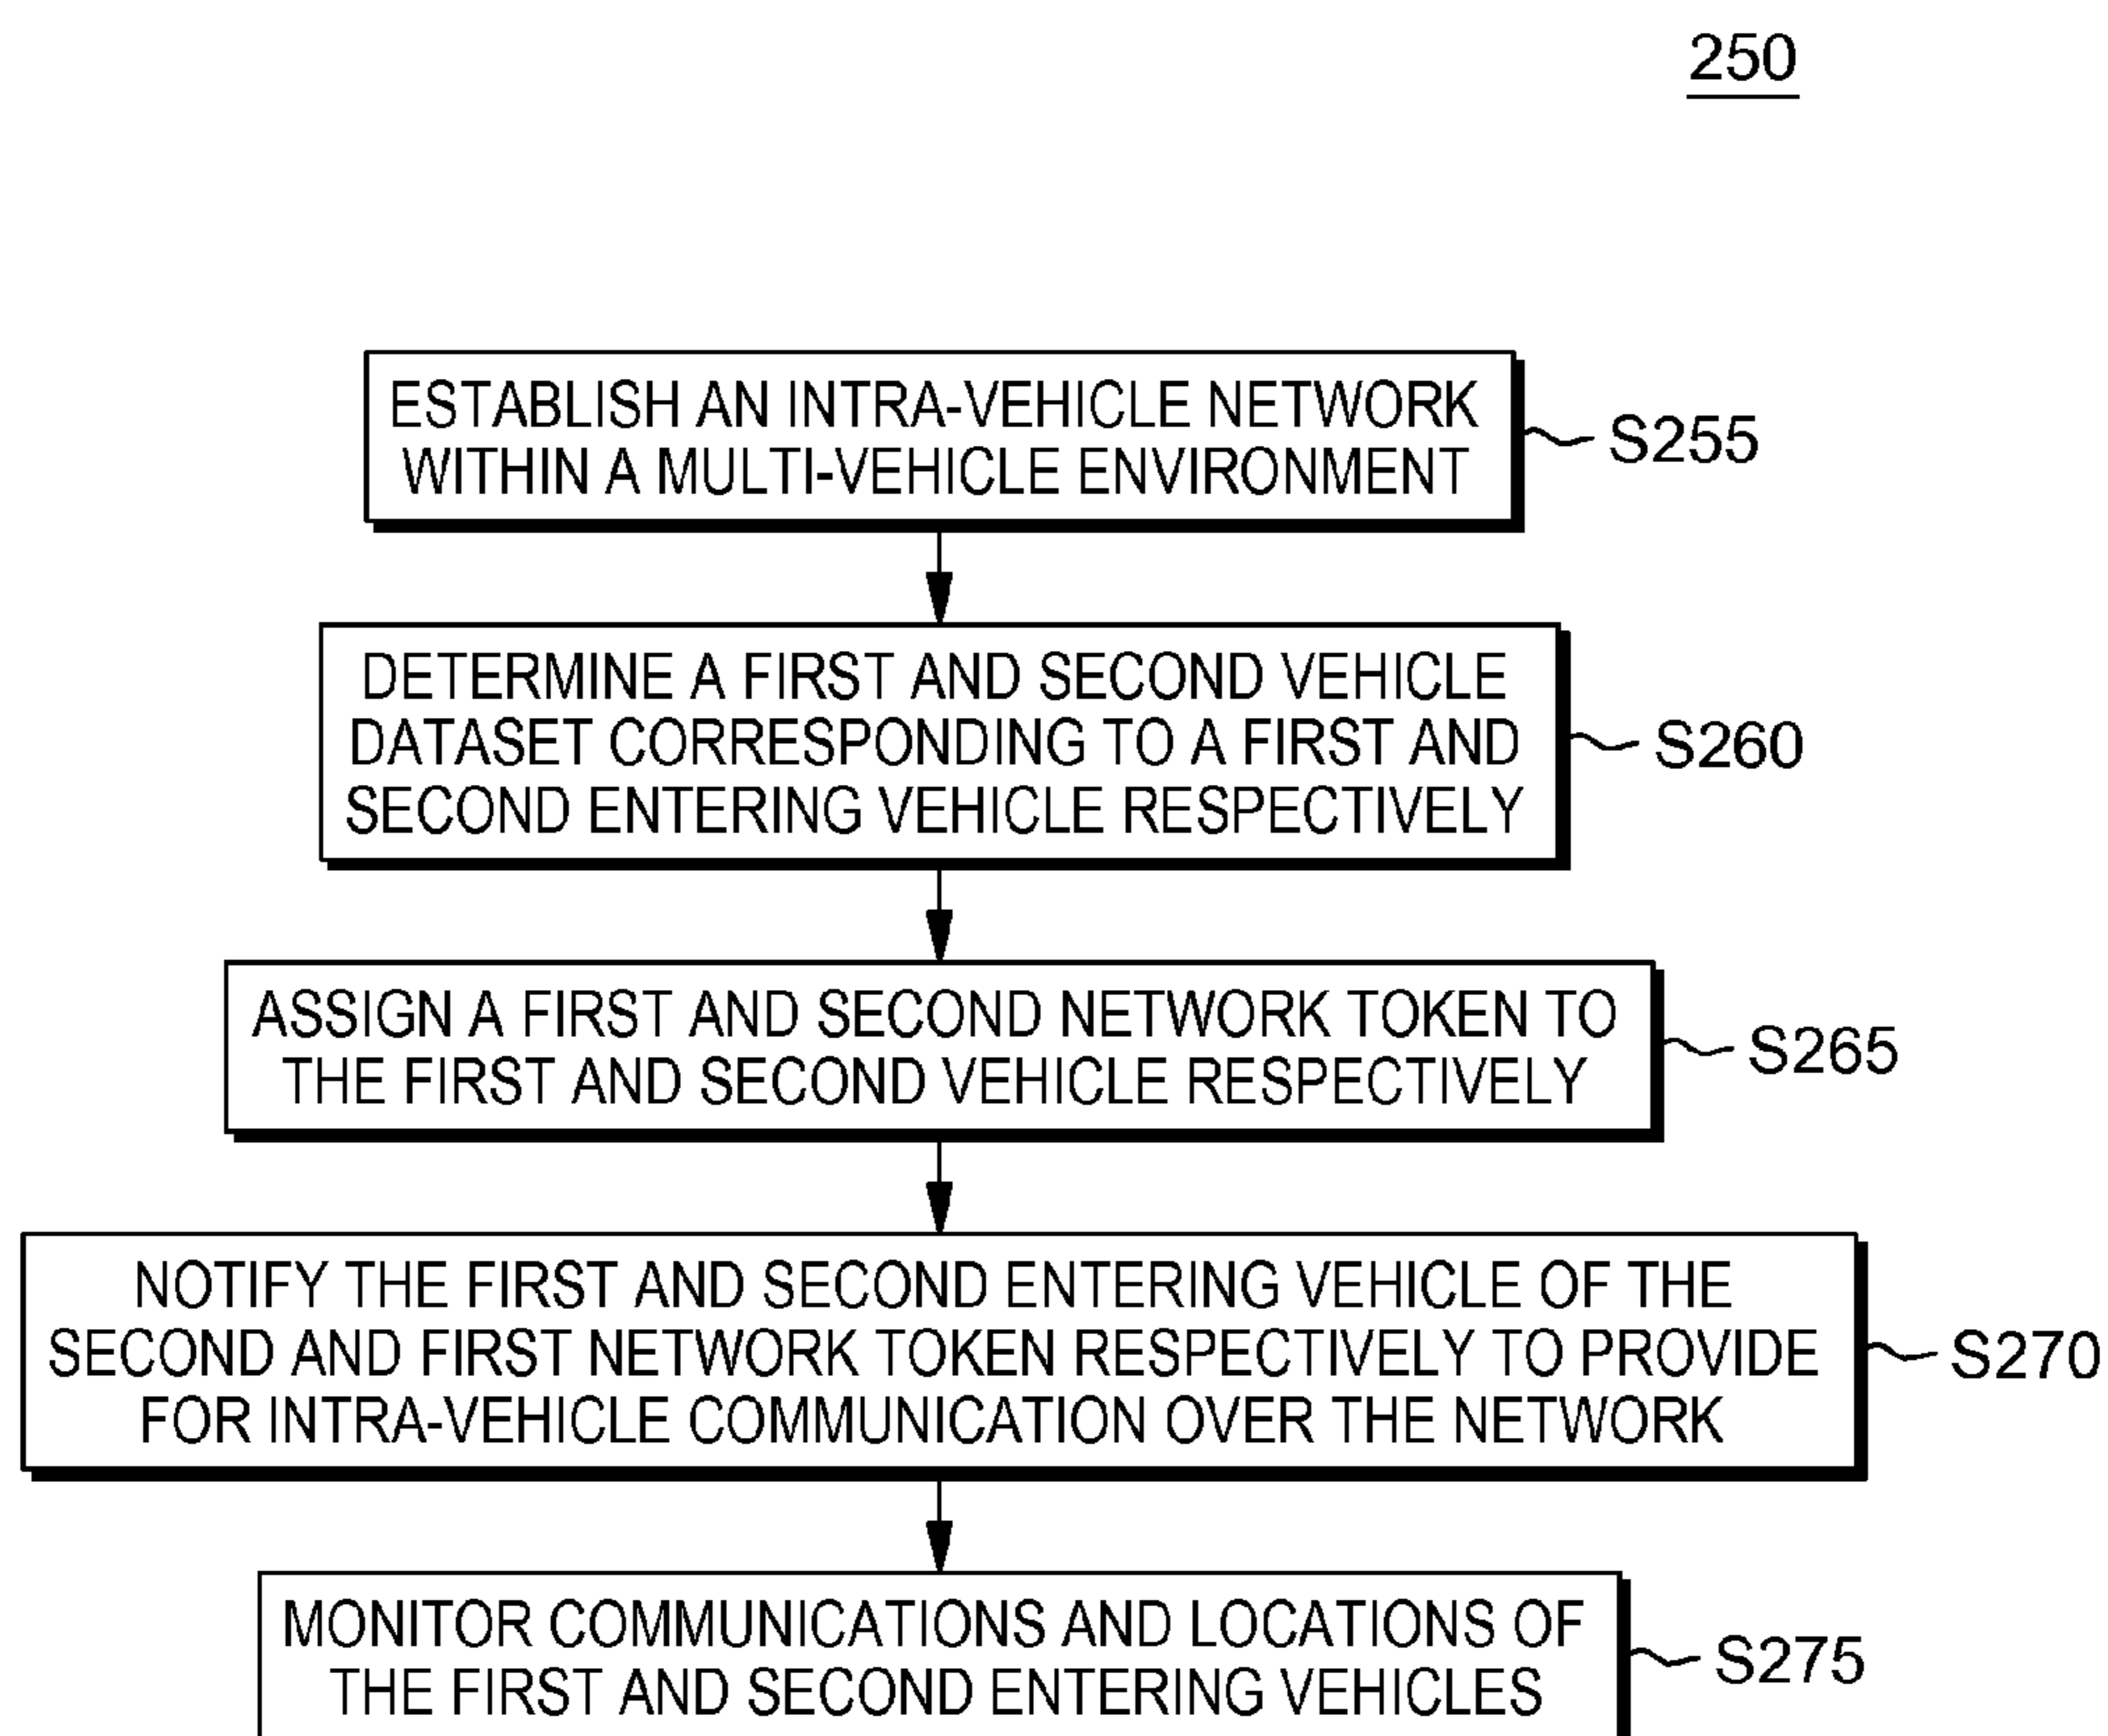 250
ESTABLISH AN INTRA-VEHICLE NETWORK
WITHIN A MULTI-VEHICLE ENVIRONMENT
S255
DETERMINE A FIRST AND SECOND VEHICLE
DATASET CORRESPONDING TO A FIRST AND
SECOND ENTERING VEHICLE RESPECTIVELY
S260
ASSIGN A FIRST AND SECOND NETWORK TOKEN TO
THE FIRST AND SECOND VEHICLE RESPECTIVELY
S265
NOTIFY THE FIRST AND SECOND ENTERING VEHICLE OF THE
SECOND AND FIRST NETWORK TOKEN RESPECTIVELY TO PROVIDE
FOR INTRA-VEHICLE COMMUNICATION OVER THE NETWORK
S270
MONITOR COMMUNICATIONS AND LOCATIONS OF
THE FIRST AND SECOND ENTERING VEHICLES
S275